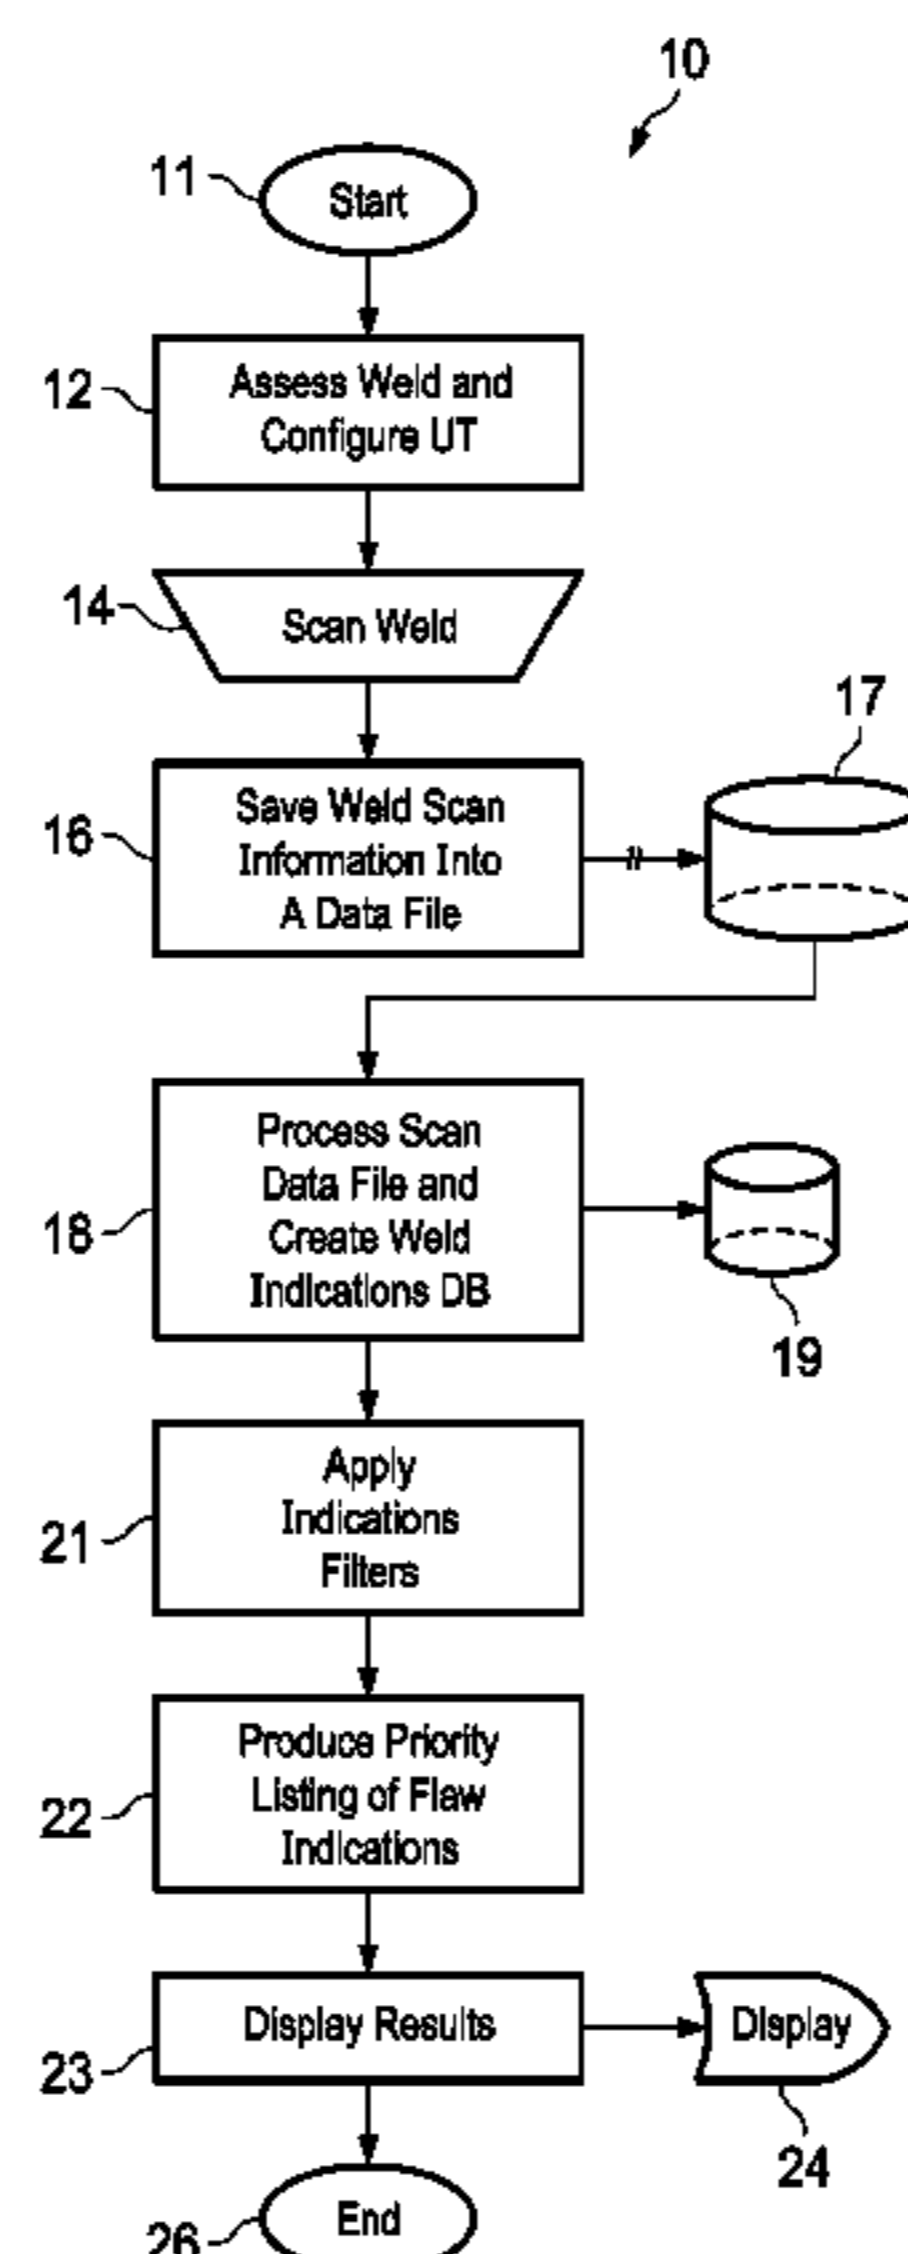 10
11
Start
12
Assess Weld and
Configure UT
14
Scan Weld
17
16
Save Weld Scan
Information Into
A Data File
18
Process Scan
Data File and
Create Weld
Indications DB
19
21
Apply
Indications
Filters
22
Produce Priority
Listing of Flaw
Indications
23
Display Results
Display
24
26
End